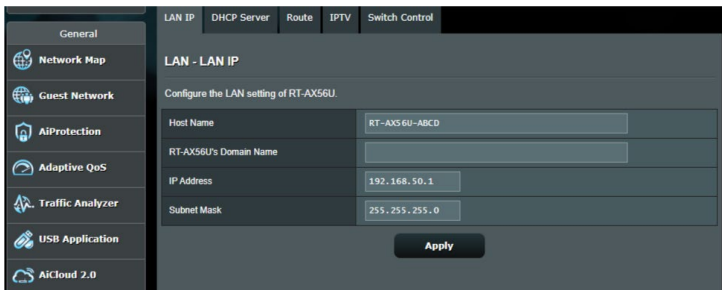 General
Network Map
Guest Network
AiProtection
Adaptive QoS
Traffic Analyzer
USB Application
AiCloud 2.0
LAN IP DHCP Server Route IPTV Switch Control
LAN - LAN IP
Configure the LAN setting of RT-AX56U.
Host Name RT-AX56U-ABCD
RT-AX56U's Domain Name
IP Address 192.168.50.1
Subnet Mask 255.255.255.0
Apply